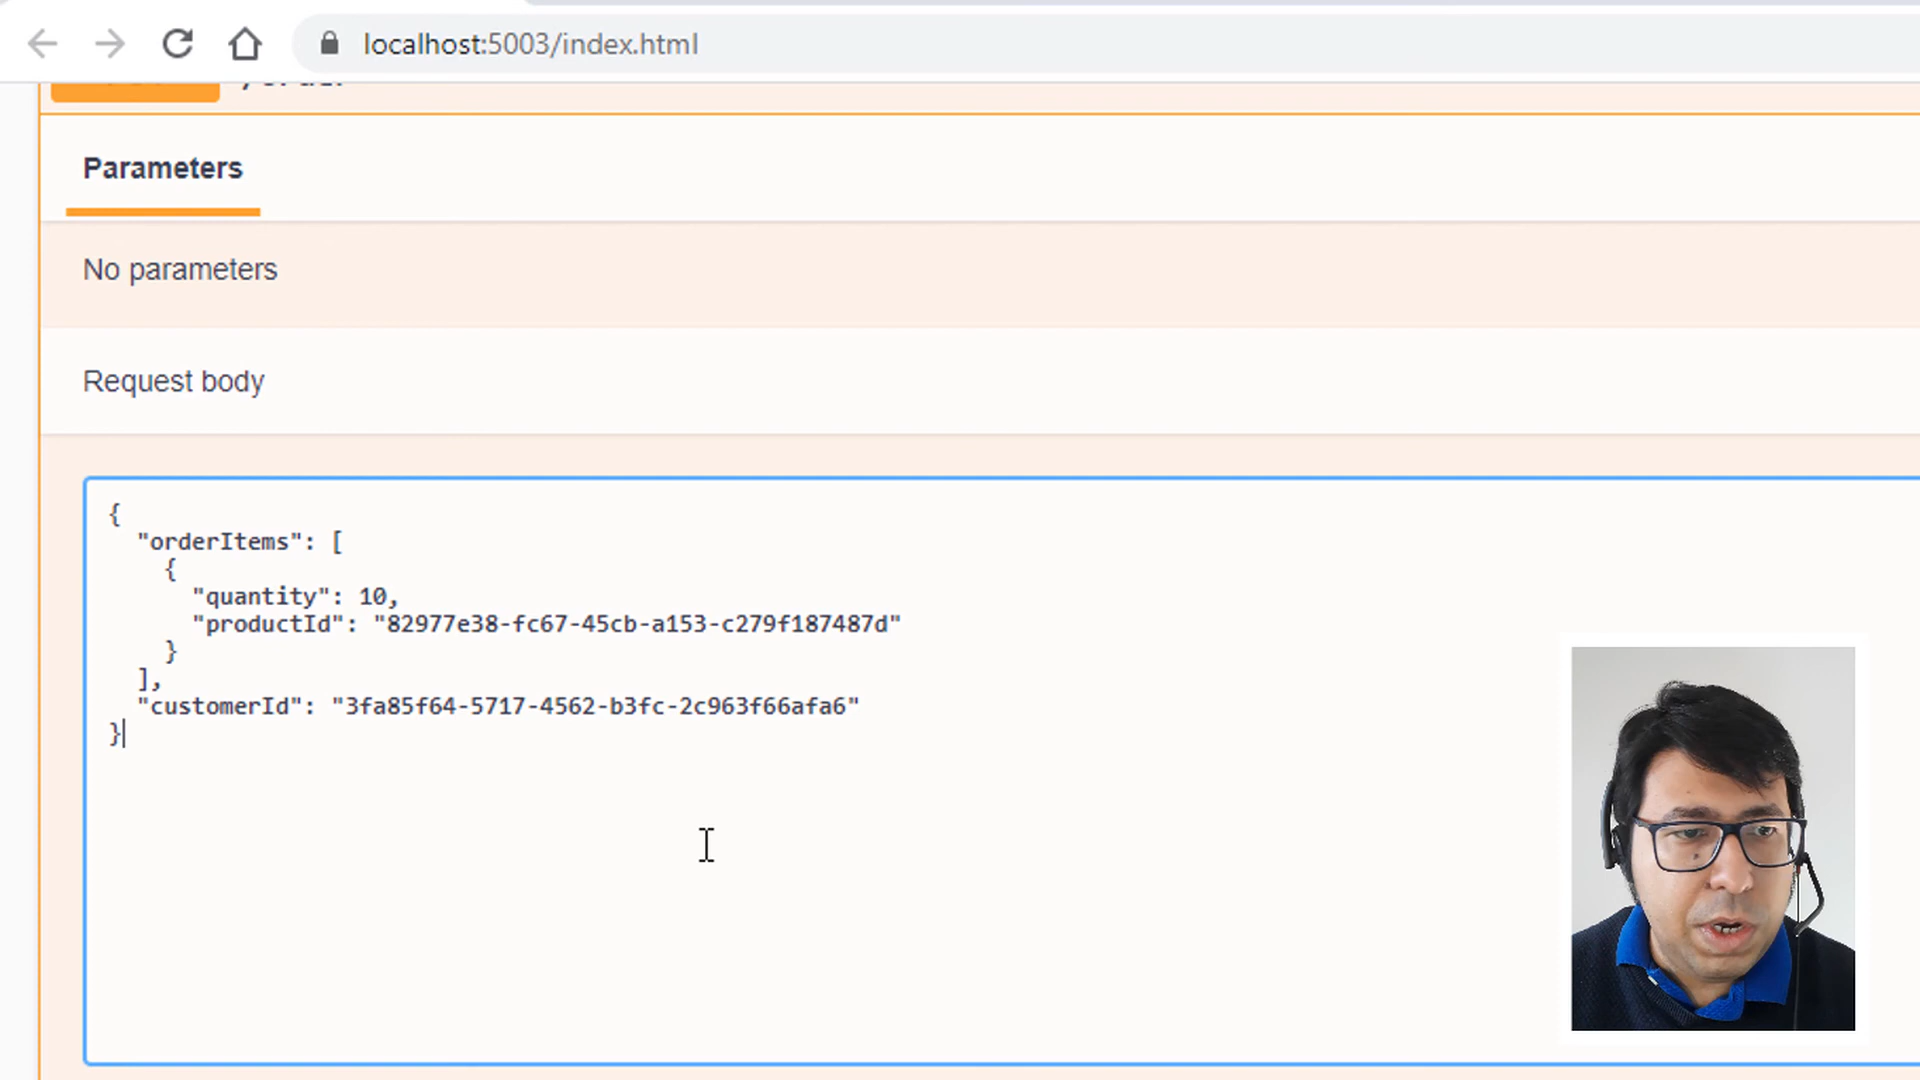 localhost:5003/index.html
Parameters
No parameters
Request body
{
"orderItems": [
{
"quantity": 10,
"productId": "82977e38-fc67-45cb-a153-c279f187487d"
}
],
"customerId": "3fa85f64-5717-4562-b3fc-2c963f66afa6"
}